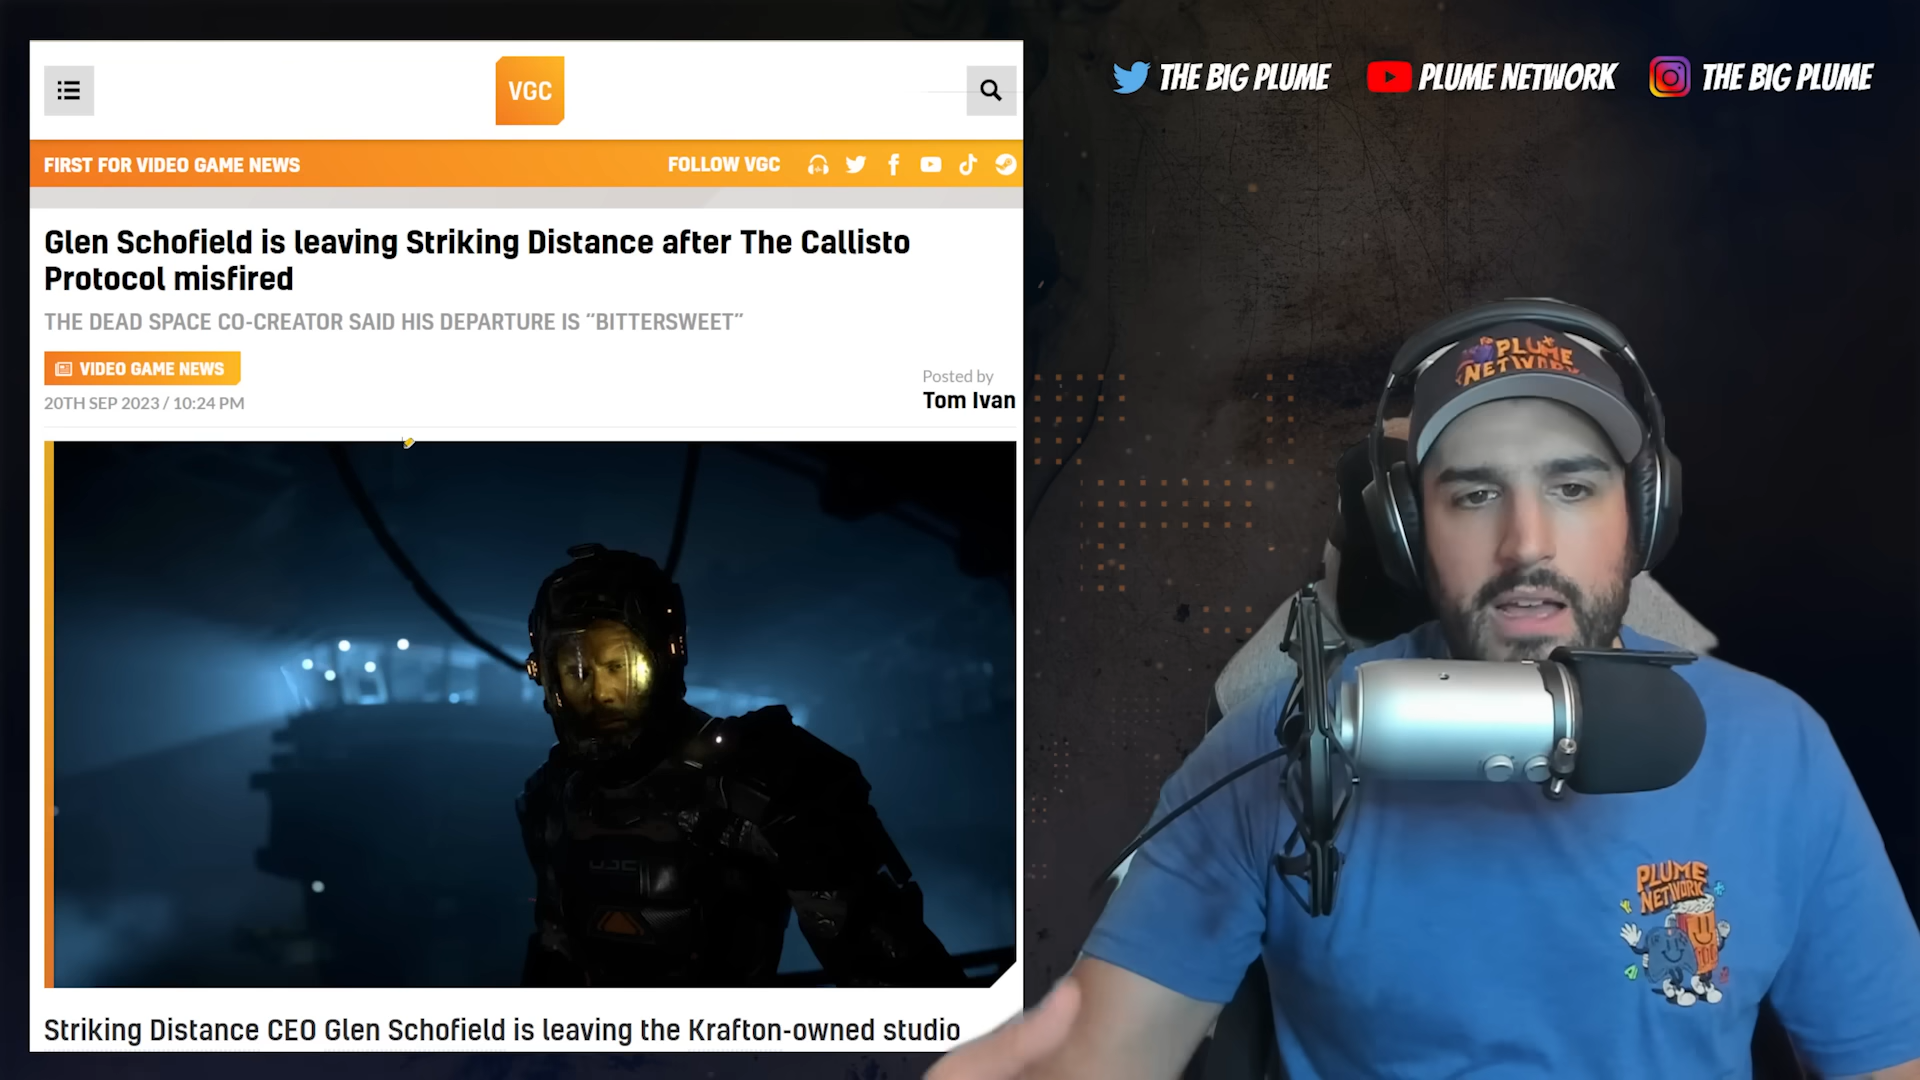 VGC
FIRST FOR VIDEO GAME NEWS
FOLLOW VGC
Glen Schofield is leaving Striking Distance after The Callisto
Protocol misfired
THE DEAD SPACE CO-CREATOR SAID HIS DEPARTURE IS “BITTERSWEET”
VIDEO GAME NEWS
20TH SEP 2023 / 10:24 PM
Posted by
Tom Ivan
UJC
Striking Distance CEO Glen Schofield is leaving the Krafton-owned studio
THE BIG PLUME
PLUME NETWORK
THE BIG PLUME
PLUME
NETWORK
PLUME
NETWORK